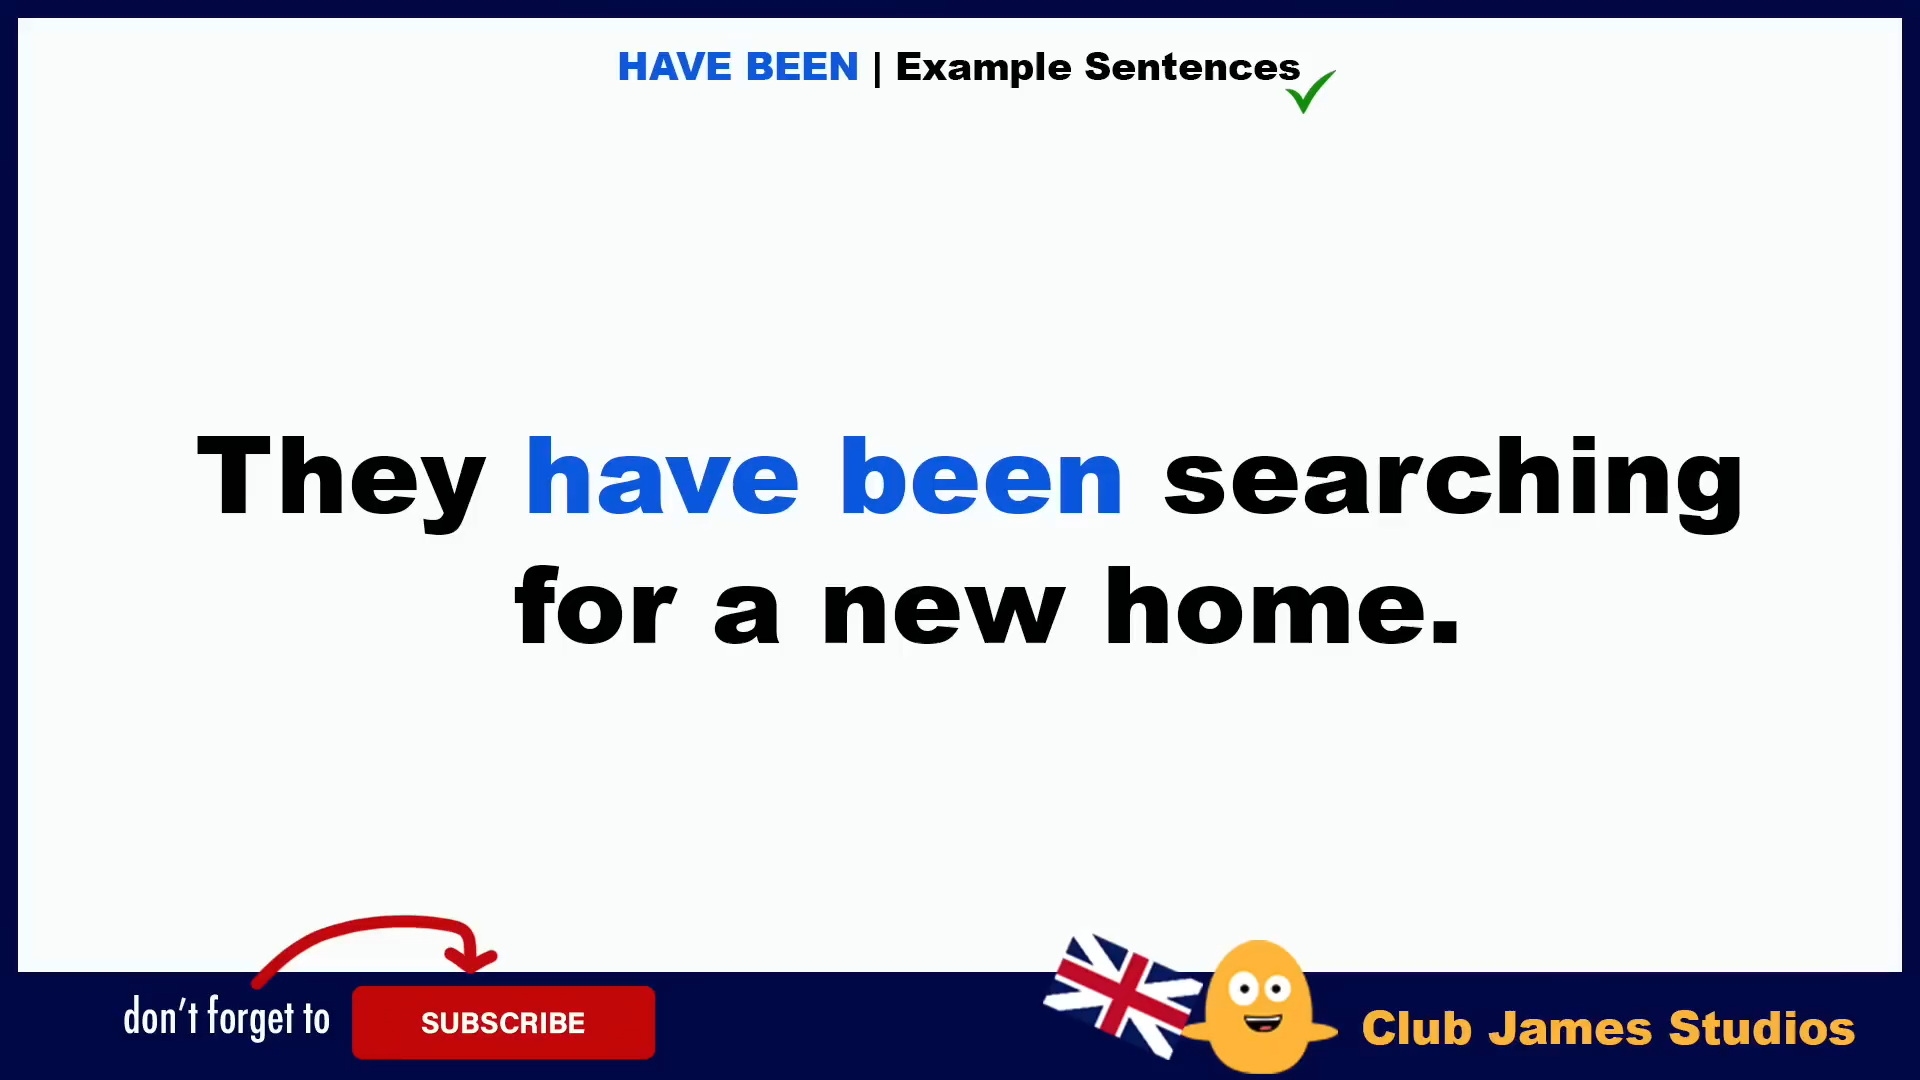 HAVE BEEN | Example Sentences
They have been searching
for a new home.
don't forget to
SUBSCRIBE
Club James Studios